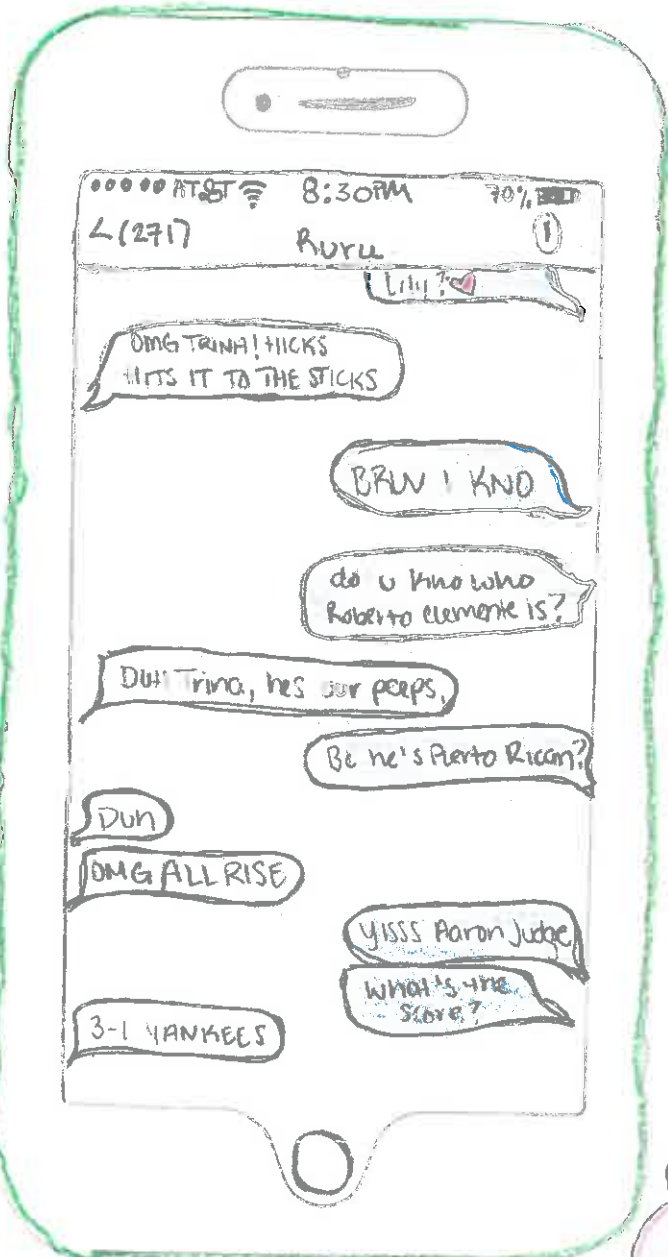 AT&T 8:30PM 70%
<(271) Ruru i
Lily?
OMG TRINA! HICKS
HITS IT TO THE STICKS
BRUV I KNO
do u kno who
Roberto clemente is?
DUH Trina, hes our peeps,
Bc he's Puerto Rican?
Duh
OMG ALL RISE
YISSS Aaron Judge
What's the
score?
3-1 YANKEES